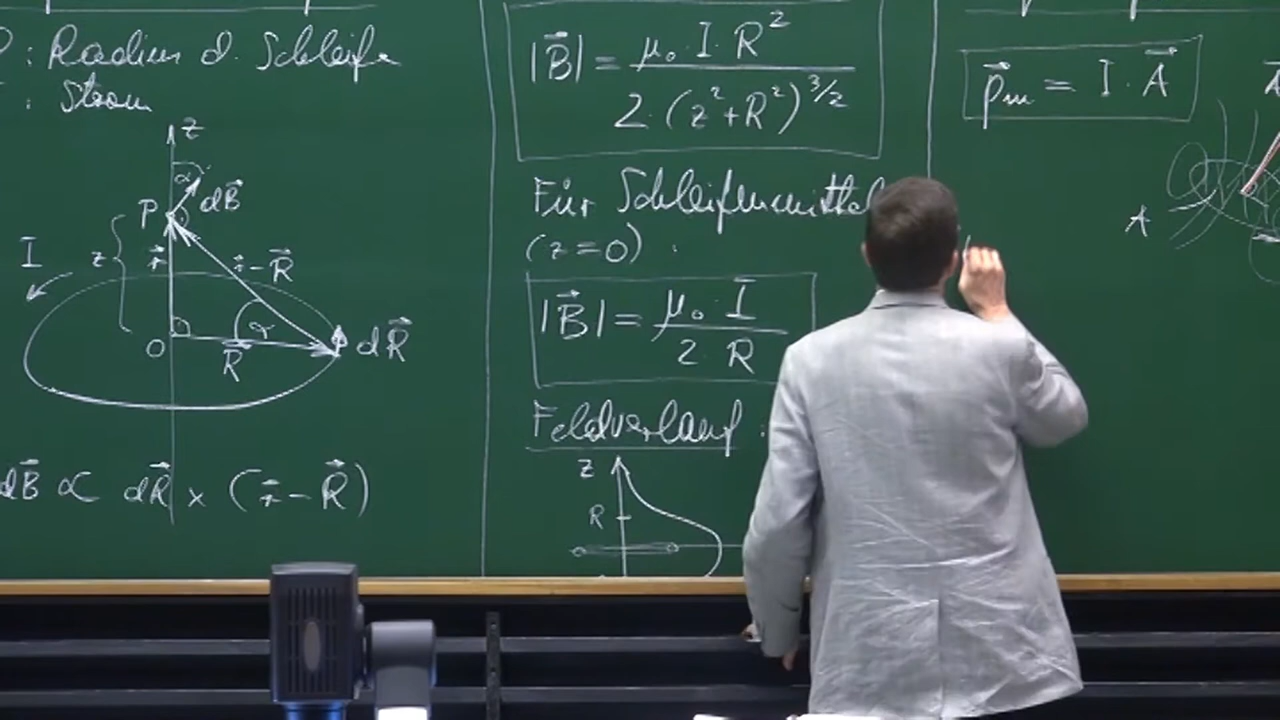 : Radius d. Schleife
: Strom
z
α
P
dB⃗
I
z
r⃗
r⃗-R⃗
α
O
R⃗
dR⃗
dB⃗ ∝ dR⃗ × (r⃗ - R⃗)
|B⃗| = μ₀·I·R² / 2·(z²+R²)^3/2
Für Schleifenmittel
(z=0) :
|B⃗| = μ₀·I / 2·R
Feldverlauf :
z
R
p⃗m = I · A⃗
A